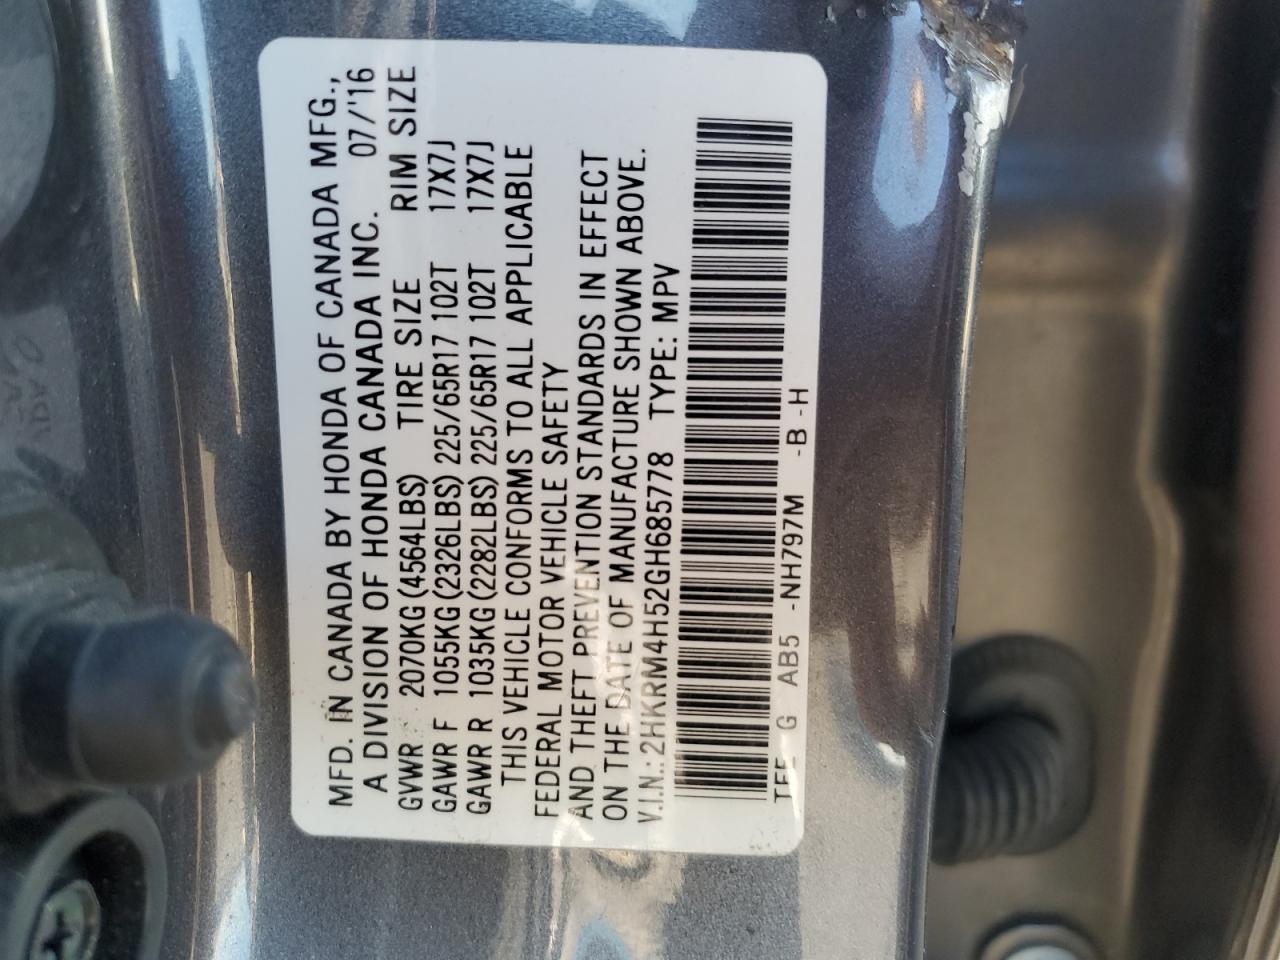 MFD. IN CANADA BY HONDA OF CANADA MFG.,
A DIVISION OF HONDA CANADA INC. 07/'16
GVWR 2070KG(4564LBS) TIRE SIZE RIM SIZE
GAWR F 1055KG(2326LBS) 225/65R17 102T 17X7J
GAWR R 1035KG(2282LBS) 225/65R17 102T 17X7J
THIS VEHICLE CONFORMS TO ALL APPLICABLE
FEDERAL MOTOR VEHICLE SAFETY
AND THEFT PREVENTION STANDARDS IN EFFECT
ON THE DATE OF MANUFACTURE SHOWN ABOVE.
V.I.N.:2HKRM4H52GH685778 TYPE:MPV
G AB5 -NH797M -B -H